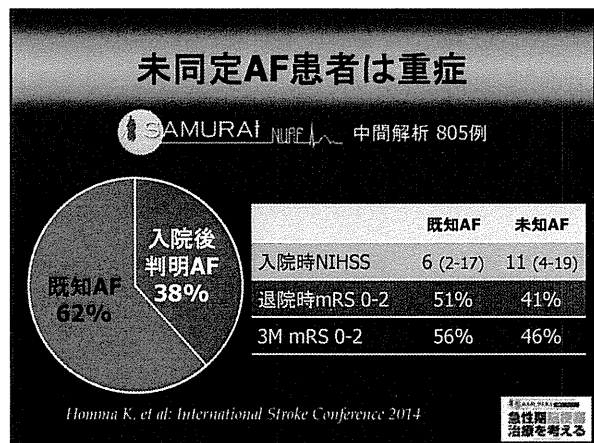 未同定AF患者は重症
SAMURAI NVAF 中間解析 805例
入院後
判明AF
38%
既知AF
62%
既知AF 未知AF
入院時NIHSS 6 (2-17) 11 (4-19)
退院時mRS 0-2 51% 41%
3M mRS 0-2 56% 46%
Homma K, et al: International Stroke Conference 2014
急性期
治療を考える